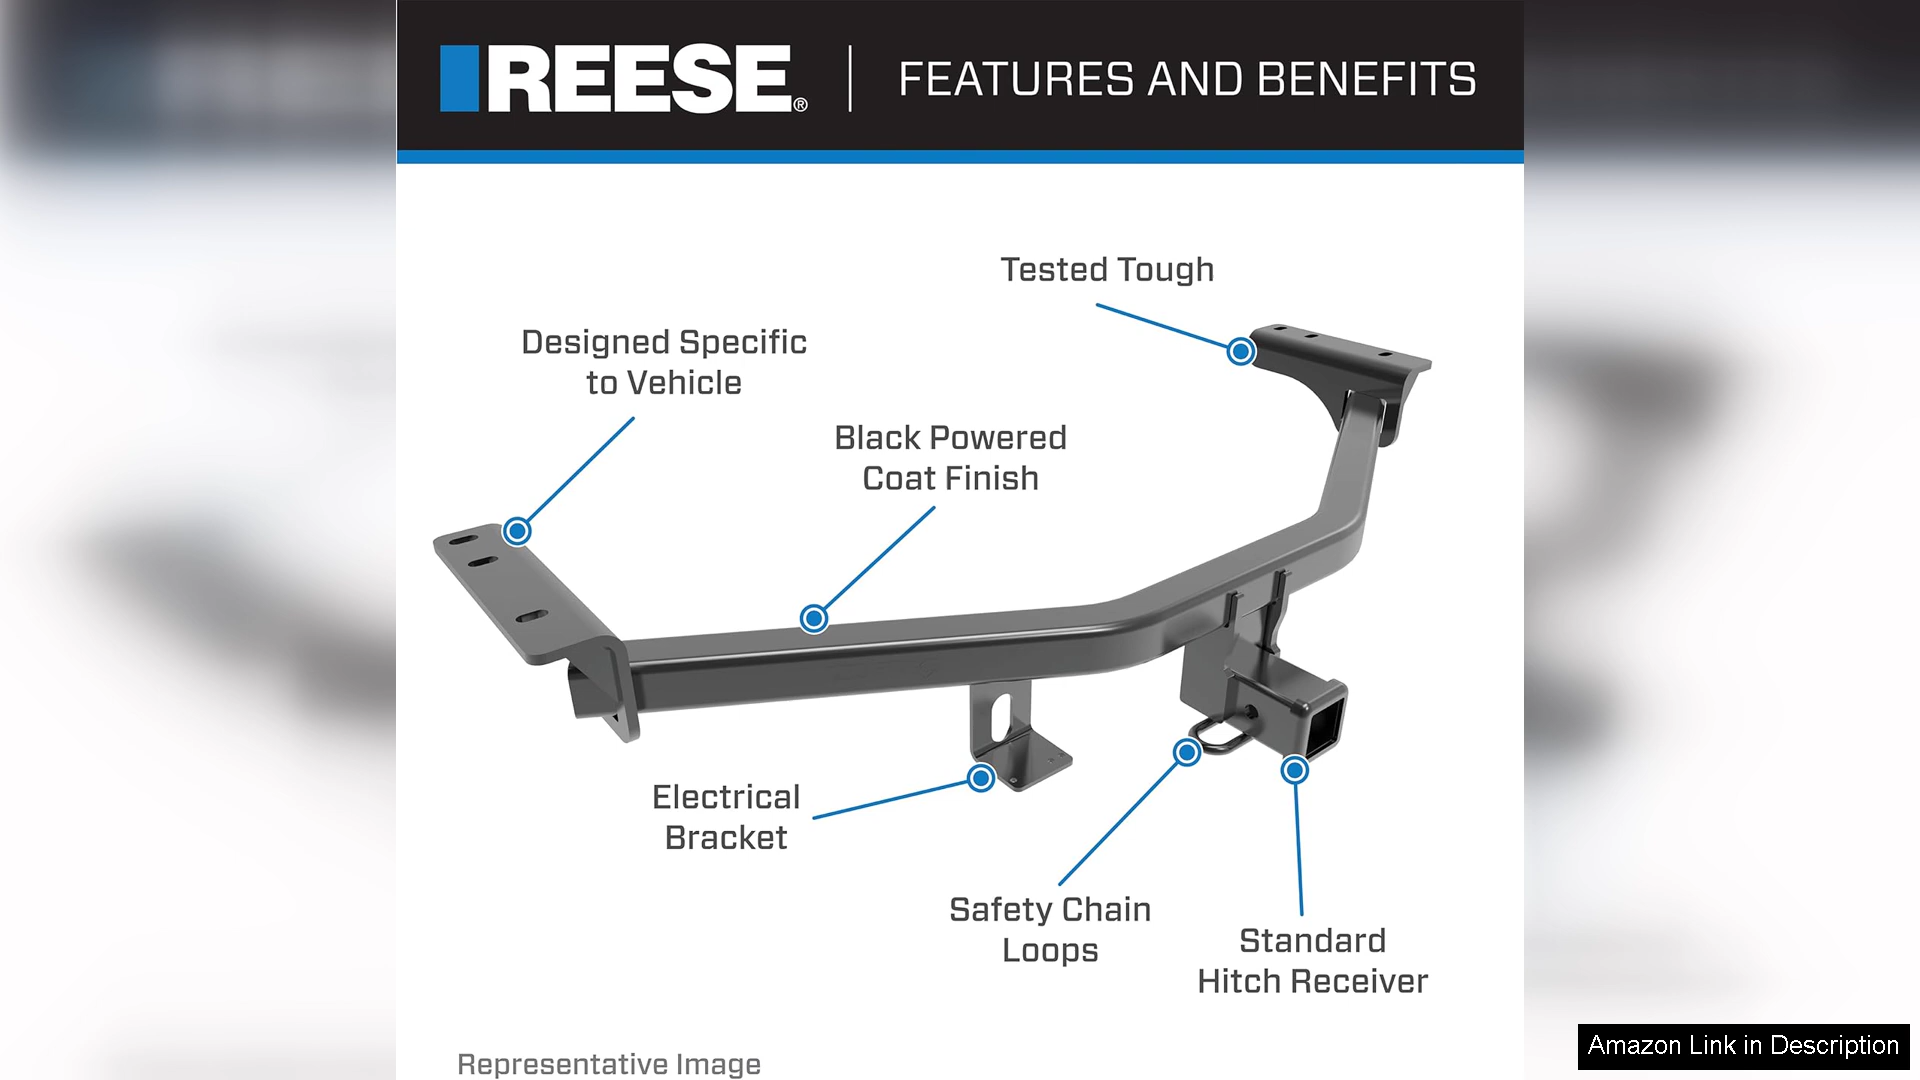 REESE® | FEATURES AND BENEFITS
Tested Tough
Designed Specific
to Vehicle
Black Powered
Coat Finish
Electrical
Bracket
Safety Chain
Loops
Standard
Hitch Receiver
Representative Image
Amazon Link in Description